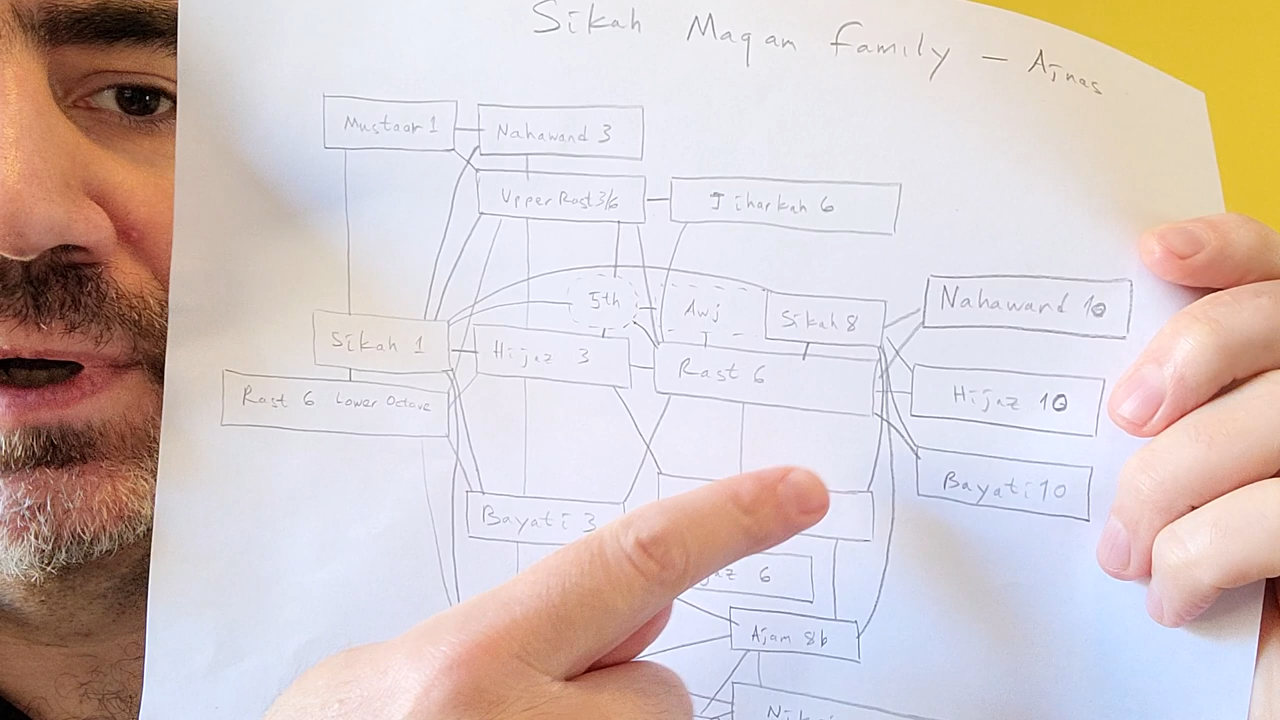 Sikah Maqam Family – Ajnas
Mustaar 1
Nahawand 3
Upper Rast 3/6
Jiharkah 6
5th
Awj
Sikah 8
Nahawand 10
Sikah 1
Hijaz 3
Rast 6
Hijaz 10
Rast 6 Lower Octave
Bayati 10
Bayati 3
6
Ajam 8b